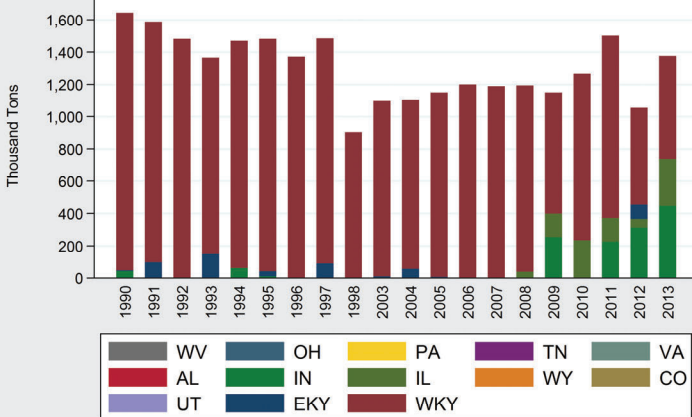 1,600
1,400
1,200
1,000
800
600
400
200
0
Thousand Tons
1990 1991 1992 1993 1994 1995 1996 1997 1998 2003 2004 2005 2006 2007 2008 2009 2010 2011 2012 2013
WV OH PA TN VA
AL IN IL WY CO
UT EKY WKY